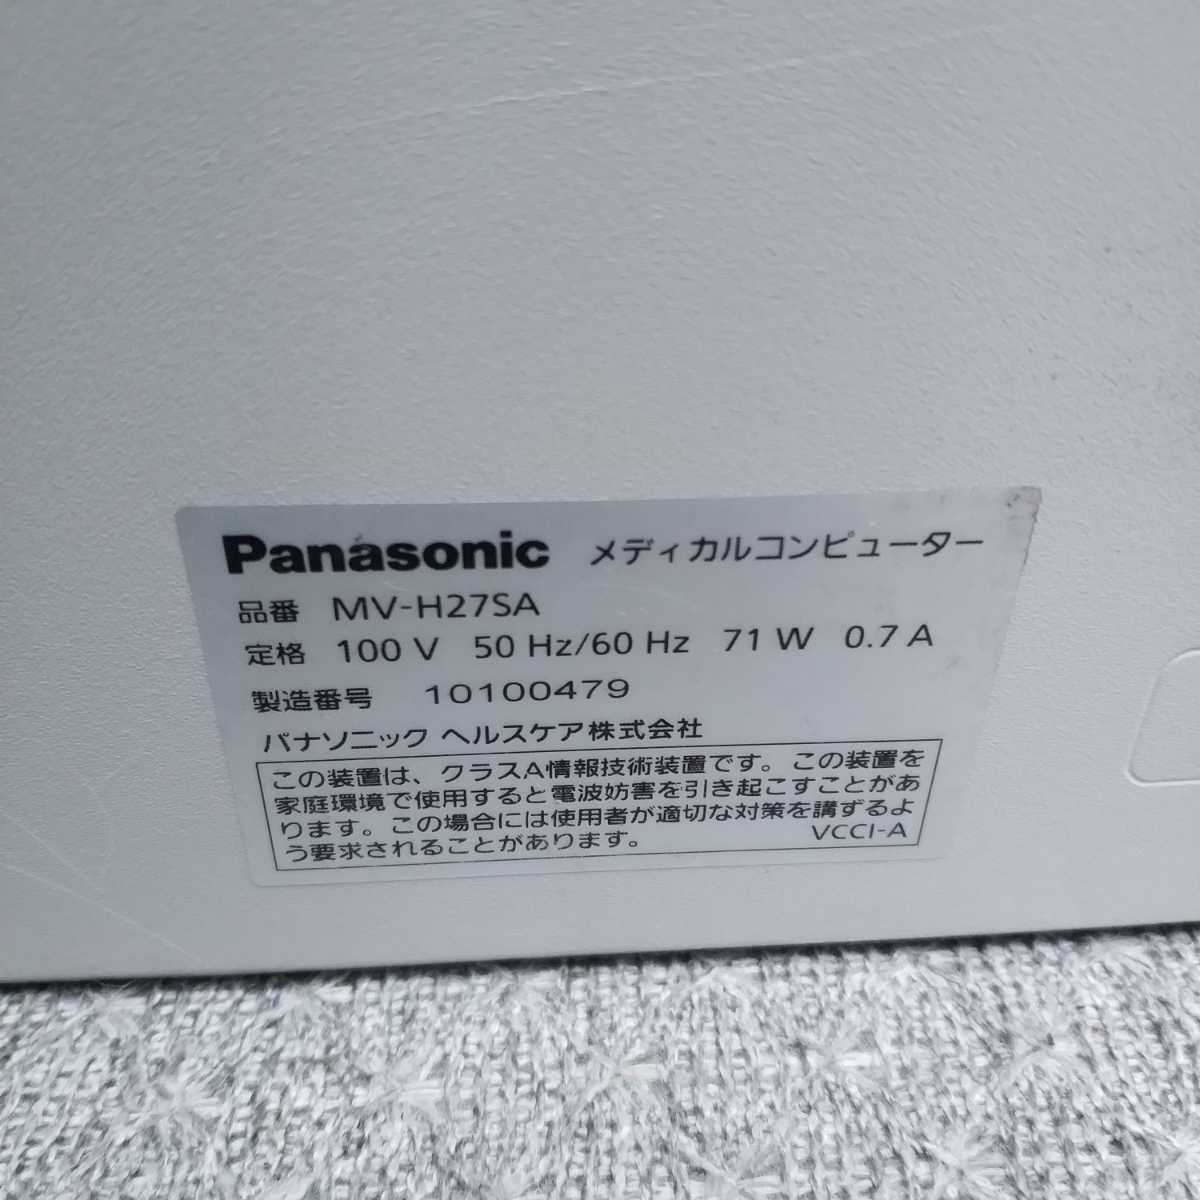 Panasonic メディカルコンピューター
品番 MV-H27SA
定格 100 V 50 Hz/60 Hz 71 W 0.7 A
製造番号 10100479
パナソニック ヘルスケア株式会社
この装置は、クラスA情報技術装置です。この装置を
家庭環境で使用すると電波妨害を引き起こすことがあ
ります。この場合には使用者が適切な対策を講ずるよ
う要求されることがあります。 VCCI-A